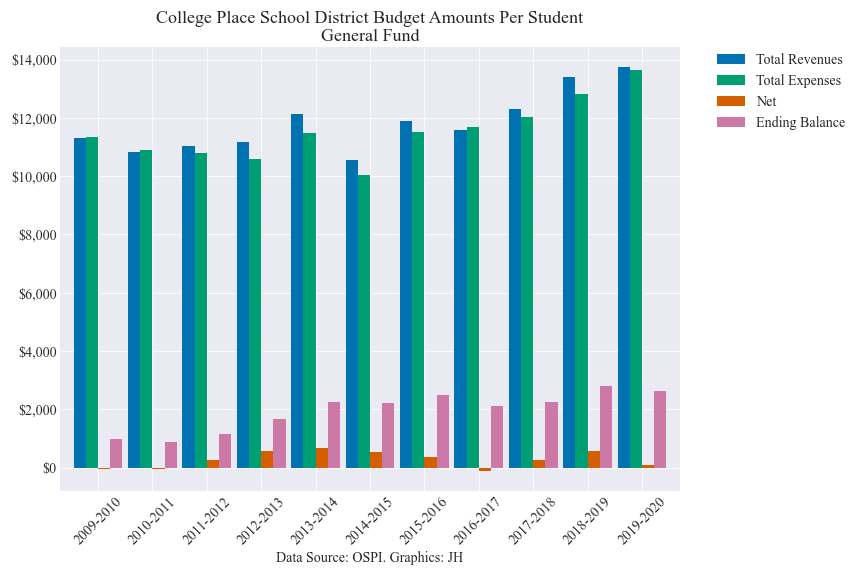 College Place School District Budget Amounts Per Student
General Fund
Total Revenues
Total Expenses
Net
Ending Balance
$14,000
$12,000
$10,000
$8,000
$6,000
$4,000
$2,000
$0
2009-2010
2010-2011
2011-2012
2012-2013
2013-2014
2014-2015
2015-2016
2016-2017
2017-2018
2018-2019
2019-2020
Data Source: OSPI. Graphics: JH